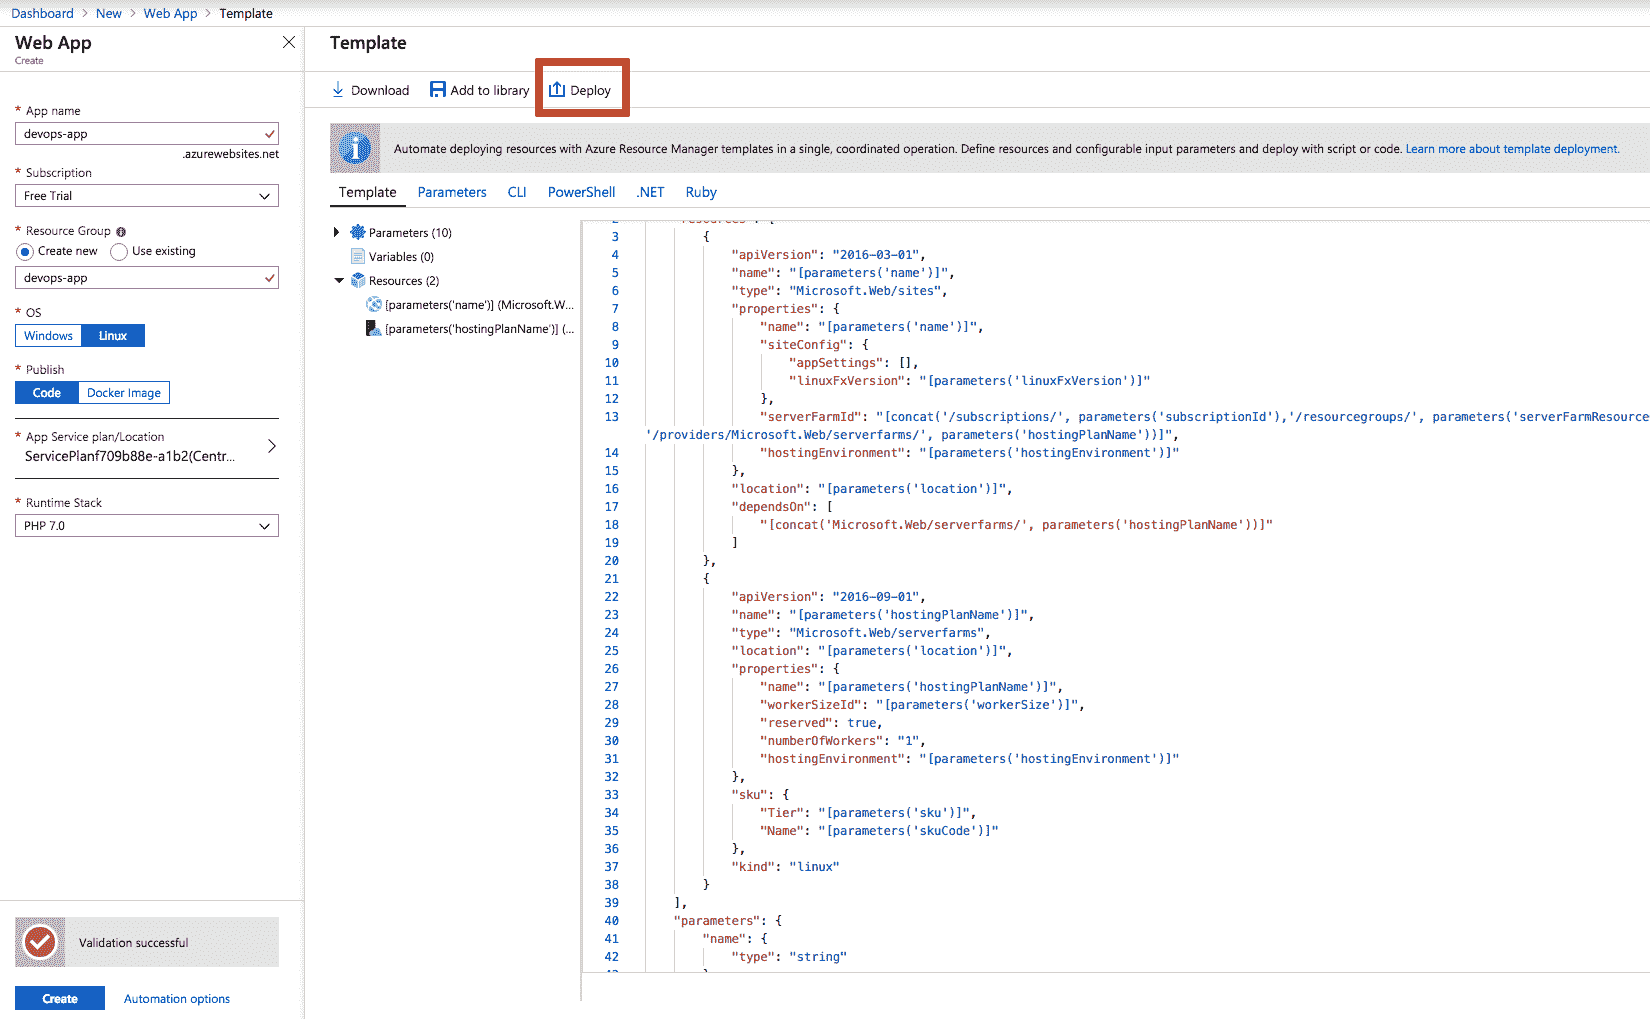 Dashboard > New > Web App > Template
Web App
Create
* App name
devops-app
.azurewebsites.net
* Subscription
Free Trial
* Resource Group
Create new Use existing
devops-app
* OS
Windows Linux
* Publish
Code Docker Image
* App Service plan/Location
ServicePlanf709b88e-a1b2(Centr...
* Runtime Stack
PHP 7.0
Validation successful
Create Automation options
Template
Download Add to library Deploy
Automate deploying resources with Azure Resource Manager templates in a single, coordinated operation. Define resources and configurable input parameters and deploy with script or code. Learn more about template deployment.
Template Parameters CLI PowerShell .NET Ruby
Parameters (10)
Variables (0)
Resources (2)
[parameters('name')] (Microsoft.W...
[parameters('hostingPlanName')] (...
3 {
4 "apiVersion": "2016-03-01",
5 "name": "[parameters('name')]",
6 "type": "Microsoft.Web/sites",
7 "properties": {
8 "name": "[parameters('name')]",
9 "siteConfig": {
10 "appSettings": [],
11 "linuxFxVersion": "[parameters('linuxFxVersion')]"
12 },
13 "serverFarmId": "[concat('/subscriptions/', parameters('subscriptionId'),'/resourcegroups/', parameters('serverFarmResource
'/providers/Microsoft.Web/serverfarms/', parameters('hostingPlanName'))]",
14 "hostingEnvironment": "[parameters('hostingEnvironment')]"
15 },
16 "location": "[parameters('location')]",
17 "dependsOn": [
18 "[concat('Microsoft.Web/serverfarms/', parameters('hostingPlanName'))]"
19 ]
20 },
21 {
22 "apiVersion": "2016-09-01",
23 "name": "[parameters('hostingPlanName')]",
24 "type": "Microsoft.Web/serverfarms",
25 "location": "[parameters('location')]",
26 "properties": {
27 "name": "[parameters('hostingPlanName')]",
28 "workerSizeId": "[parameters('workerSize')]",
29 "reserved": true,
30 "numberOfWorkers": "1",
31 "hostingEnvironment": "[parameters('hostingEnvironment')]"
32 },
33 "sku": {
34 "Tier": "[parameters('sku')]",
35 "Name": "[parameters('skuCode')]"
36 },
37 "kind": "linux"
38 }
39 ],
40 "parameters": {
41 "name": {
42 "type": "string"